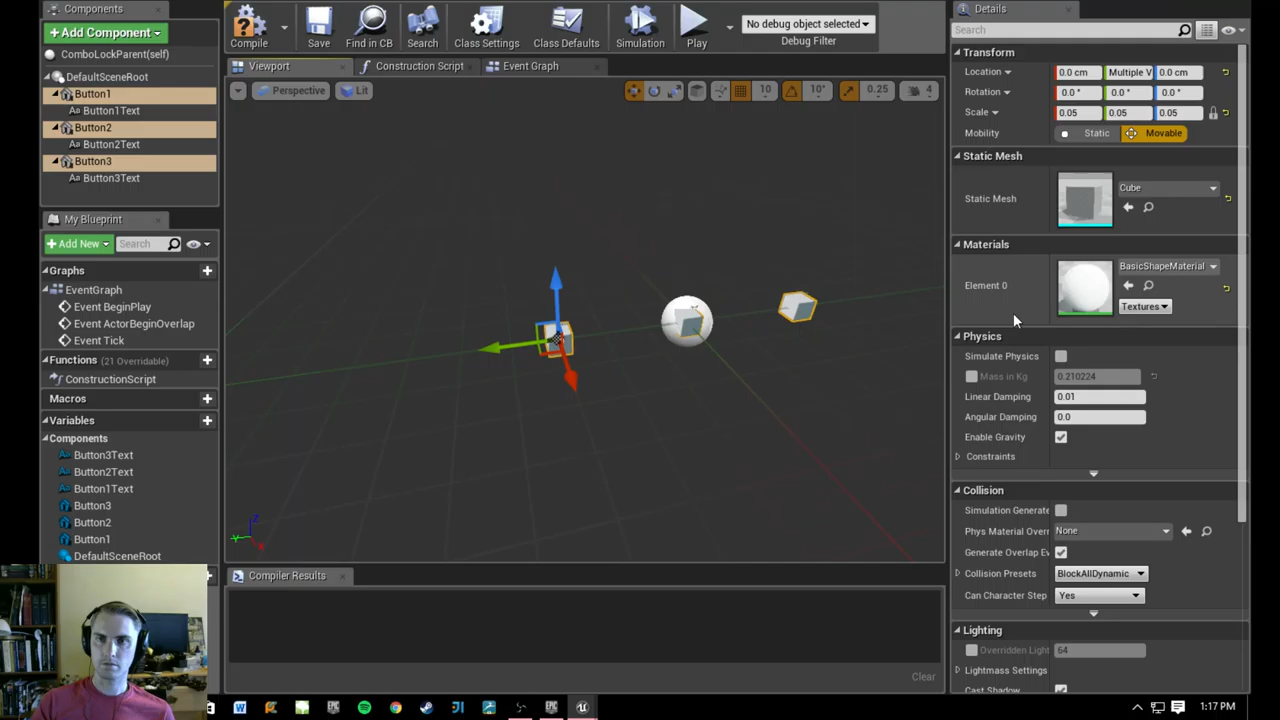 Components
+ Add Component
ComboLockParent(self)
DefaultSceneRoot
Button1
Button1Text
Button2
Button2Text
Button3
Button3Text
My Blueprint
+ Add New
Search
Graphs
EventGraph
Event BeginPlay
Event ActorBeginOverlap
Event Tick
Functions (21 Overridable)
ConstructionScript
Macros
Variables
Components
Button3Text
Button2Text
Button1Text
Button3
Button2
Button1
DefaultSceneRoot
Compile
Save
Find in CB
Search
Class Settings
Class Defaults
Simulation
Play
No debug object selected
Debug Filter
Viewport
Construction Script
Event Graph
Perspective
Lit
10
10°
0.25
4
Z
Y
X
Compiler Results
Clear
Details
Search
Transform
Location 0.0 cm Multiple V 0.0 cm
Rotation 0.0 ° 0.0 ° 0.0 °
Scale 0.05 0.05 0.05
Mobility Static Movable
Static Mesh
Static Mesh Cube
Materials
Element 0 BasicShapeMaterial
Textures
Physics
Simulate Physics
Mass in Kg 0.210224
Linear Damping 0.01
Angular Damping 0.0
Enable Gravity
Constraints
Collision
Simulation Generate
Phys Material Overr None
Generate Overlap Ev
Collision Presets BlockAllDynamic
Can Character Step Yes
Lighting
Overridden Light 64
Lightmass Settings
Cast Shadow
1:17 PM